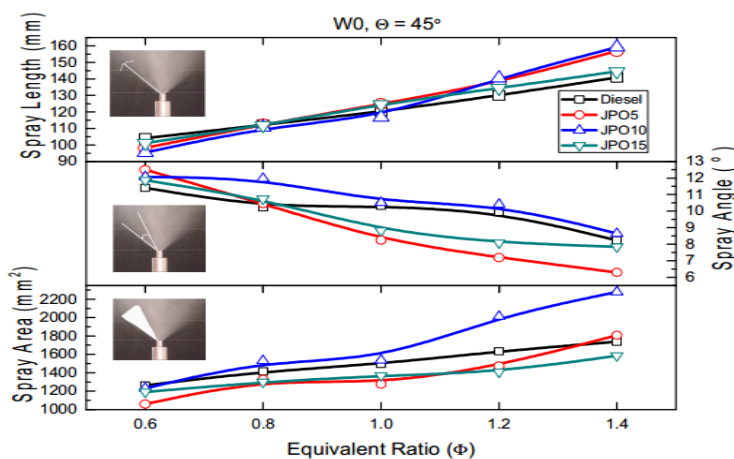 W0, Θ = 45°
Spray Length (mm)
160
150
140
130
120
110
100
90
Diesel
JPO5
JPO10
JPO15
Spray Angle (°)
13
12
11
10
9
8
7
6
Spray Area (mm²)
2200
2000
1800
1600
1400
1200
1000
0.6 0.8 1.0 1.2 1.4
Equivalent Ratio (Φ)